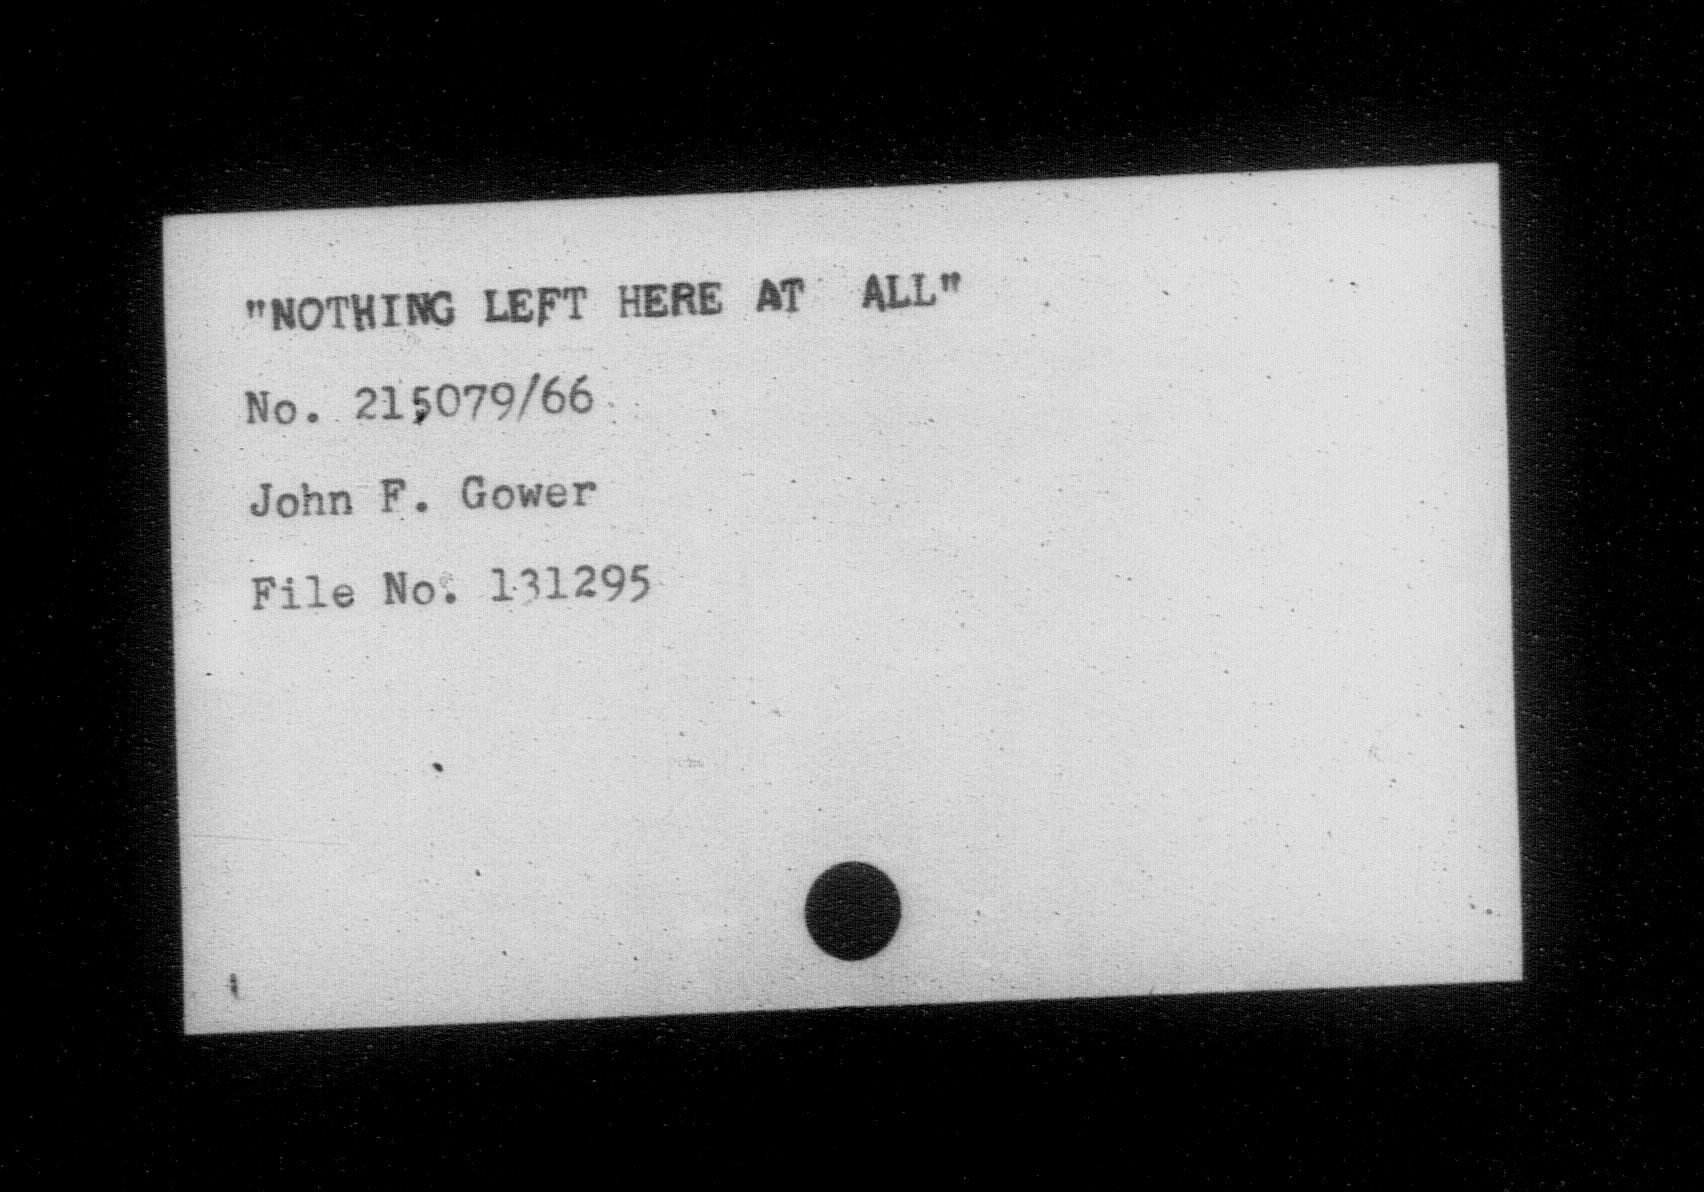 "NOTHING LEFT HERE AT ALL"
No. 215079/66
John F. Gower
File No. 131295